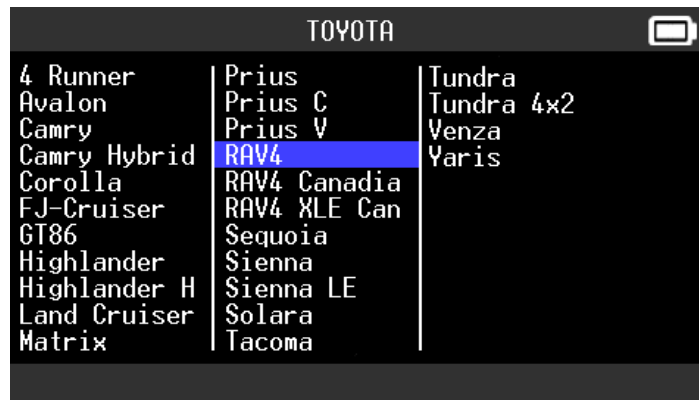 TOYOTA
4 Runner
Avalon
Camry
Camry Hybrid
Corolla
FJ-Cruiser
GT86
Highlander
Highlander H
Land Cruiser
Matrix
Prius
Prius C
Prius V
RAV4
RAV4 Canadia
RAV4 XLE Can
Sequoia
Sienna
Sienna LE
Solara
Tacoma
Tundra
Tundra 4x2
Venza
Yaris